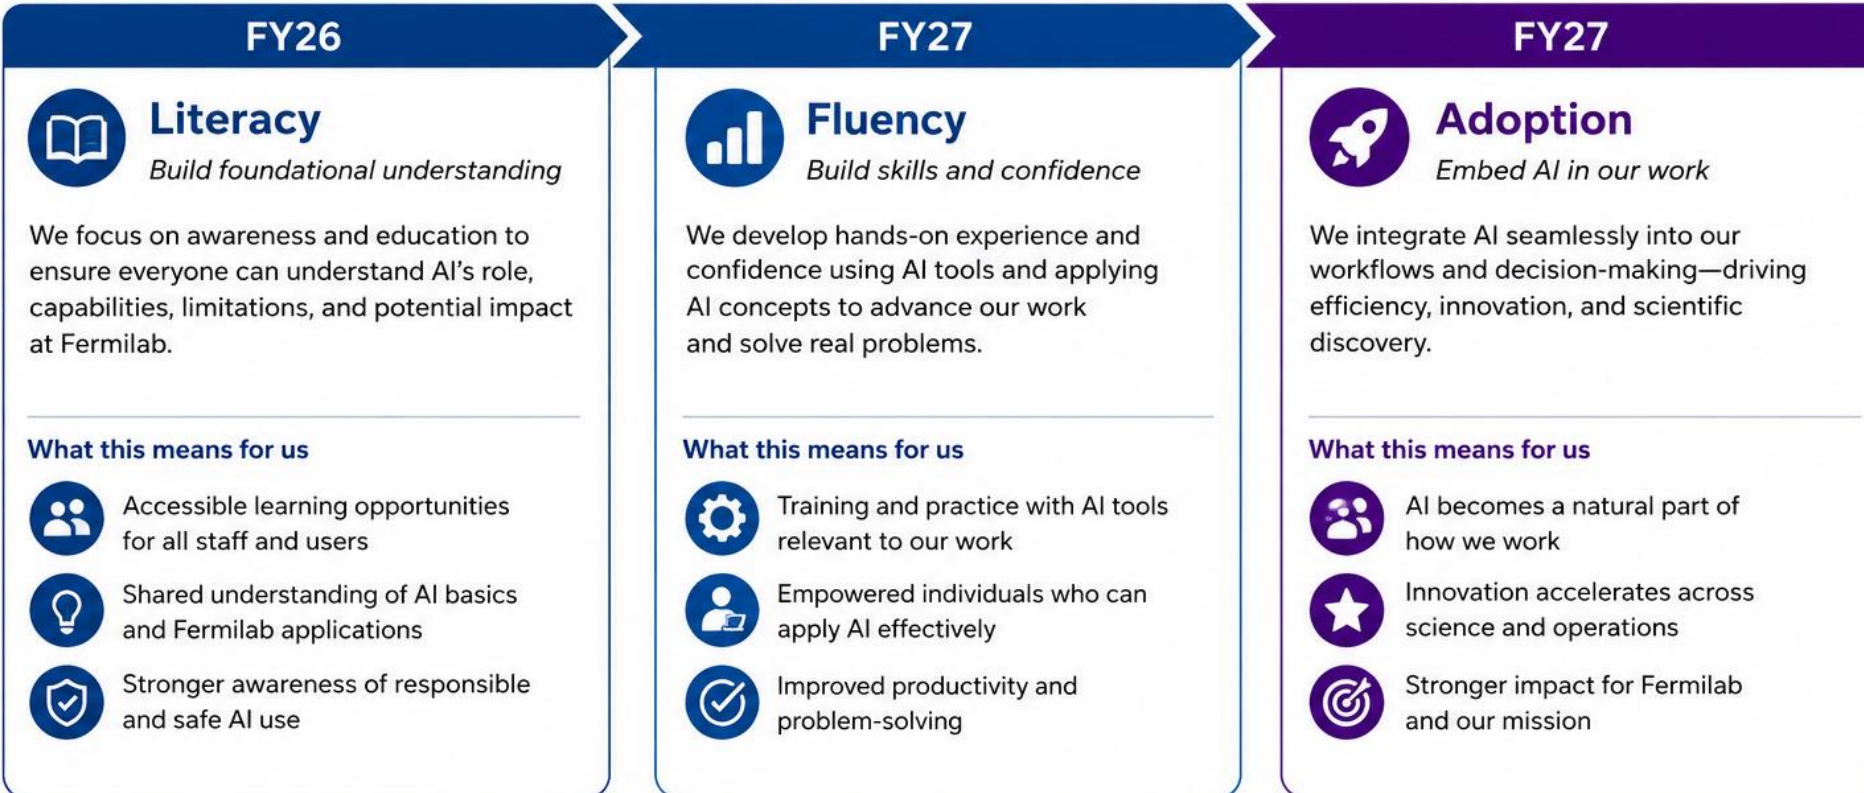 FY26
Literacy
Build foundational understanding
We focus on awareness and education to
ensure everyone can understand AI's role,
capabilities, limitations, and potential impact
at Fermilab.
What this means for us
Accessible learning opportunities
for all staff and users
Shared understanding of AI basics
and Fermilab applications
Stronger awareness of responsible
and safe AI use
FY27
Fluency
Build skills and confidence
We develop hands-on experience and
confidence using AI tools and applying
AI concepts to advance our work
and solve real problems.
What this means for us
Training and practice with AI tools
relevant to our work
Empowered individuals who can
apply AI effectively
Improved productivity and
problem-solving
FY27
Adoption
Embed AI in our work
We integrate AI seamlessly into our
workflows and decision-making—driving
efficiency, innovation, and scientific
discovery.
What this means for us
AI becomes a natural part of
how we work
Innovation accelerates across
science and operations
Stronger impact for Fermilab
and our mission